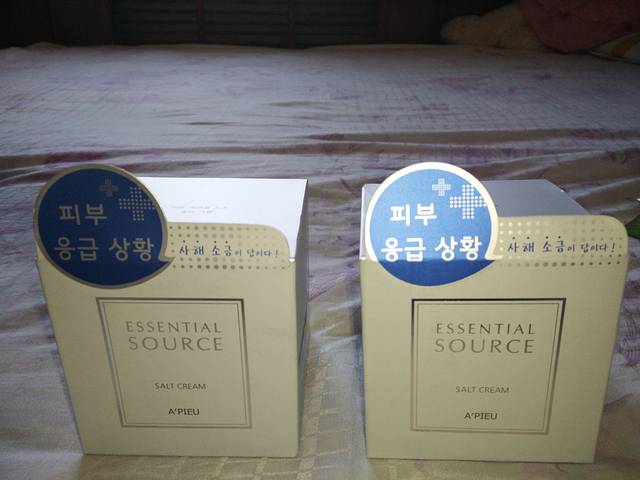 피부
응급 상황
사해 소금이 답이다!
ESSENTIAL
SOURCE
SALT CREAM
A'PIEU
피부
응급 상황
사해 소금이 답이다!
ESSENTIAL
SOURCE
SALT CREAM
A'PIEU